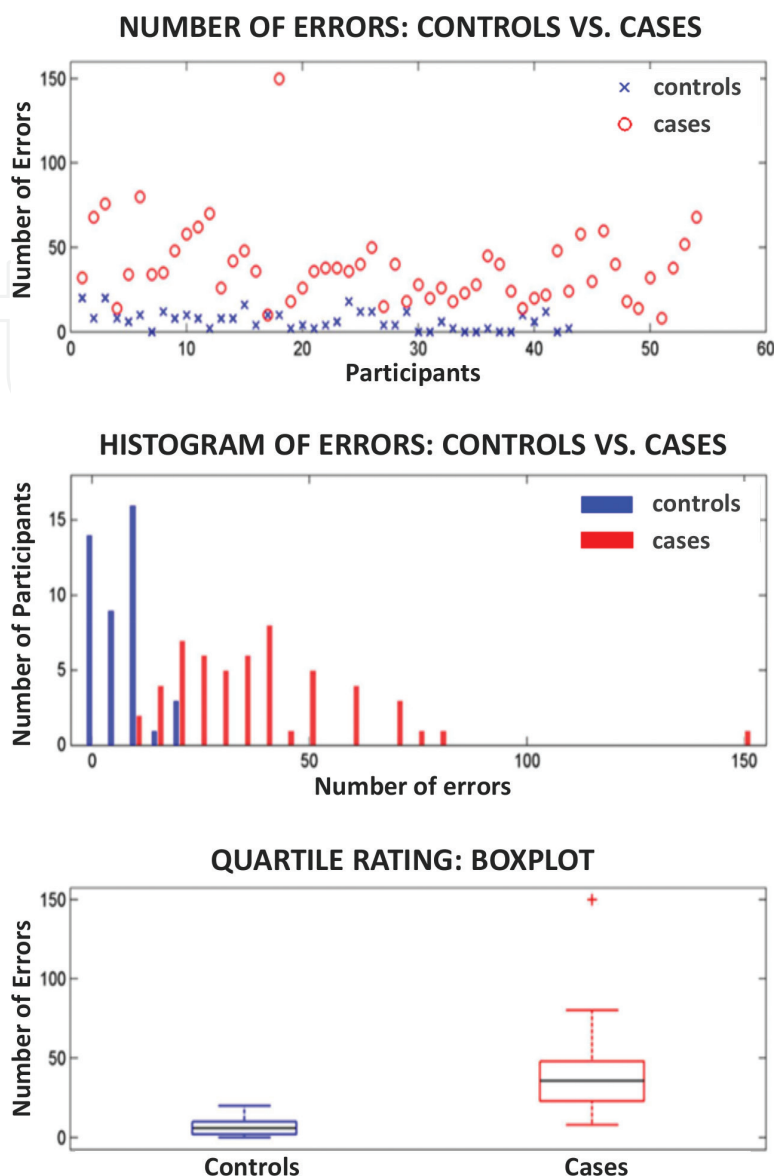 NUMBER OF ERRORS: CONTROLS VS. CASES
Number of Errors
150
100
50
0
controls
cases
0 10 20 30 40 50 60
Participants
HISTOGRAM OF ERRORS: CONTROLS VS. CASES
Number of Participants
15
10
5
0
controls
cases
0 50 100 150
Number of errors
QUARTILE RATING: BOXPLOT
Number of Errors
150
100
50
0
Controls Cases